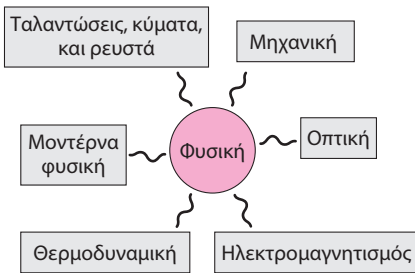 Ταλαντώσεις, κύματα,
και ρευστά
Μηχανική
Μοντέρνα
φυσική
Φυσική
Οπτική
Θερμοδυναμική
Ηλεκτρομαγνητισμός